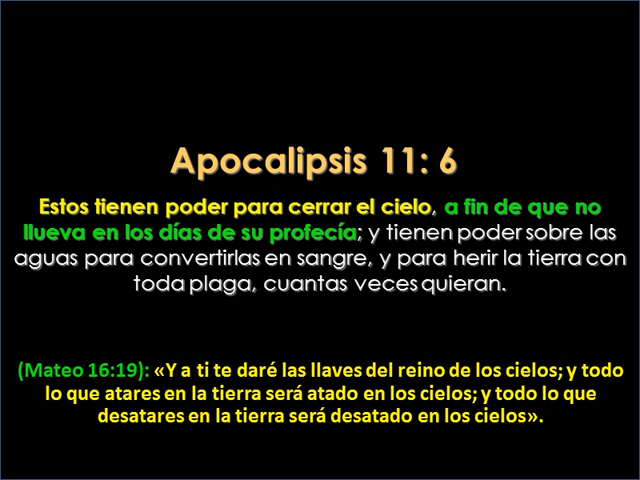 Apocalipsis 11: 6
Estos tienen poder para cerrar el cielo, a fin de que no
llueva en los días de su profecía; y tienen poder sobre las
aguas para convertirlas en sangre, y para herir la tierra con
toda plaga, cuantas veces quieran.
(Mateo 16:19): «Y a ti te daré las llaves del reino de los cielos; y todo
lo que atares en la tierra será atado en los cielos; y todo lo que
desatares en la tierra será desatado en los cielos».